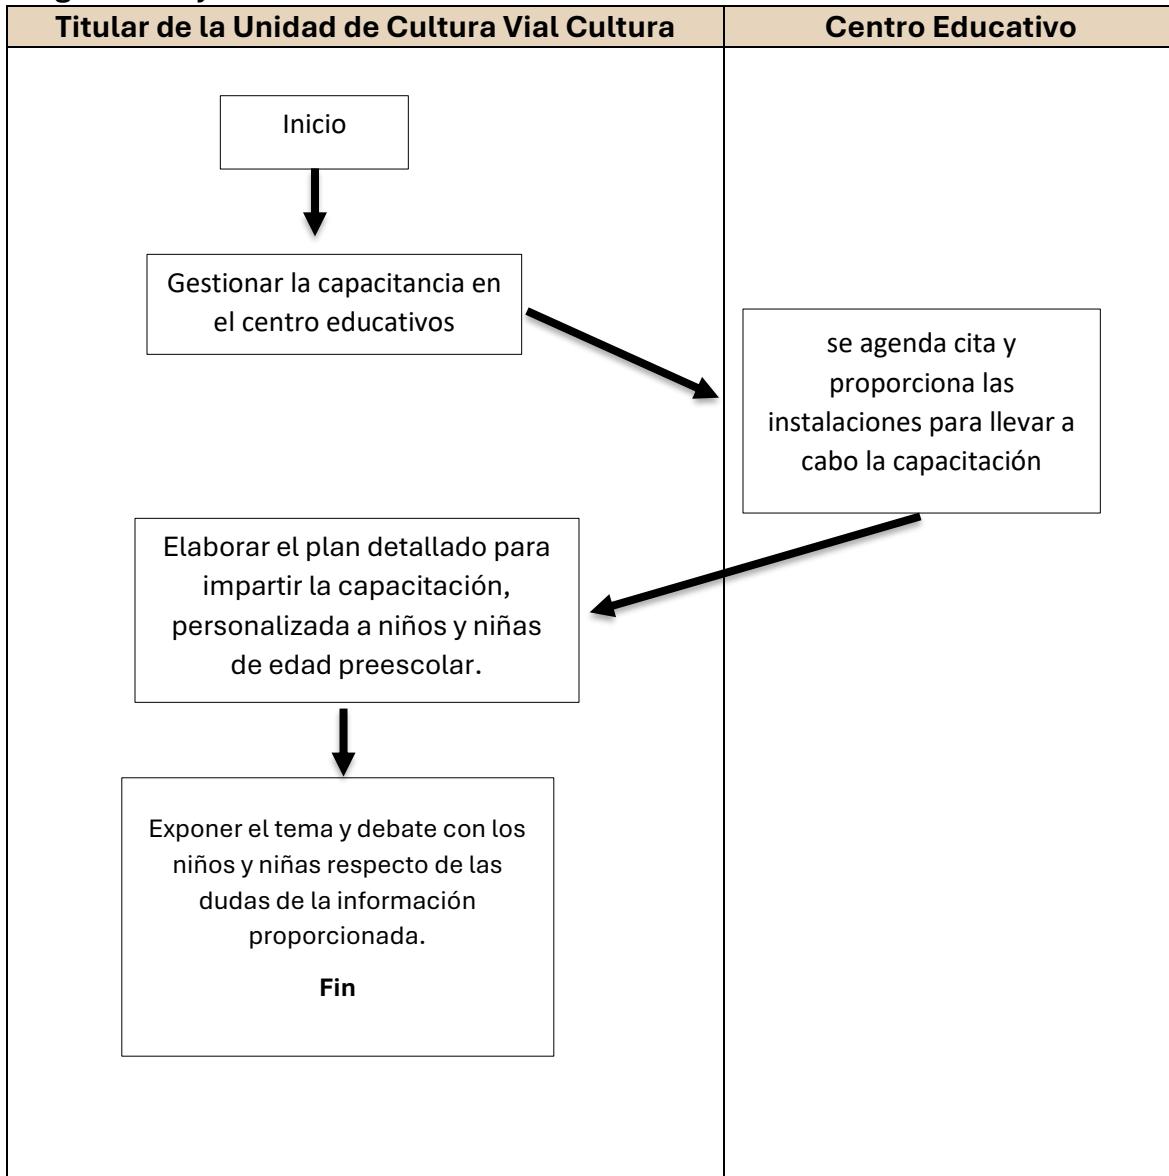 Titular de la Unidad de Cultura Vial Cultura
Centro Educativo
Inicio
Gestionar la capacitancia en
el centro educativos
se agenda cita y
proporciona las
instalaciones para llevar a
cabo la capacitación
Elaborar el plan detallado para
impartir la capacitación,
personalizada a niños y niñas
de edad preescolar.
Exponer el tema y debate con los
niños y niñas respecto de las
dudas de la información
proporcionada.
Fin